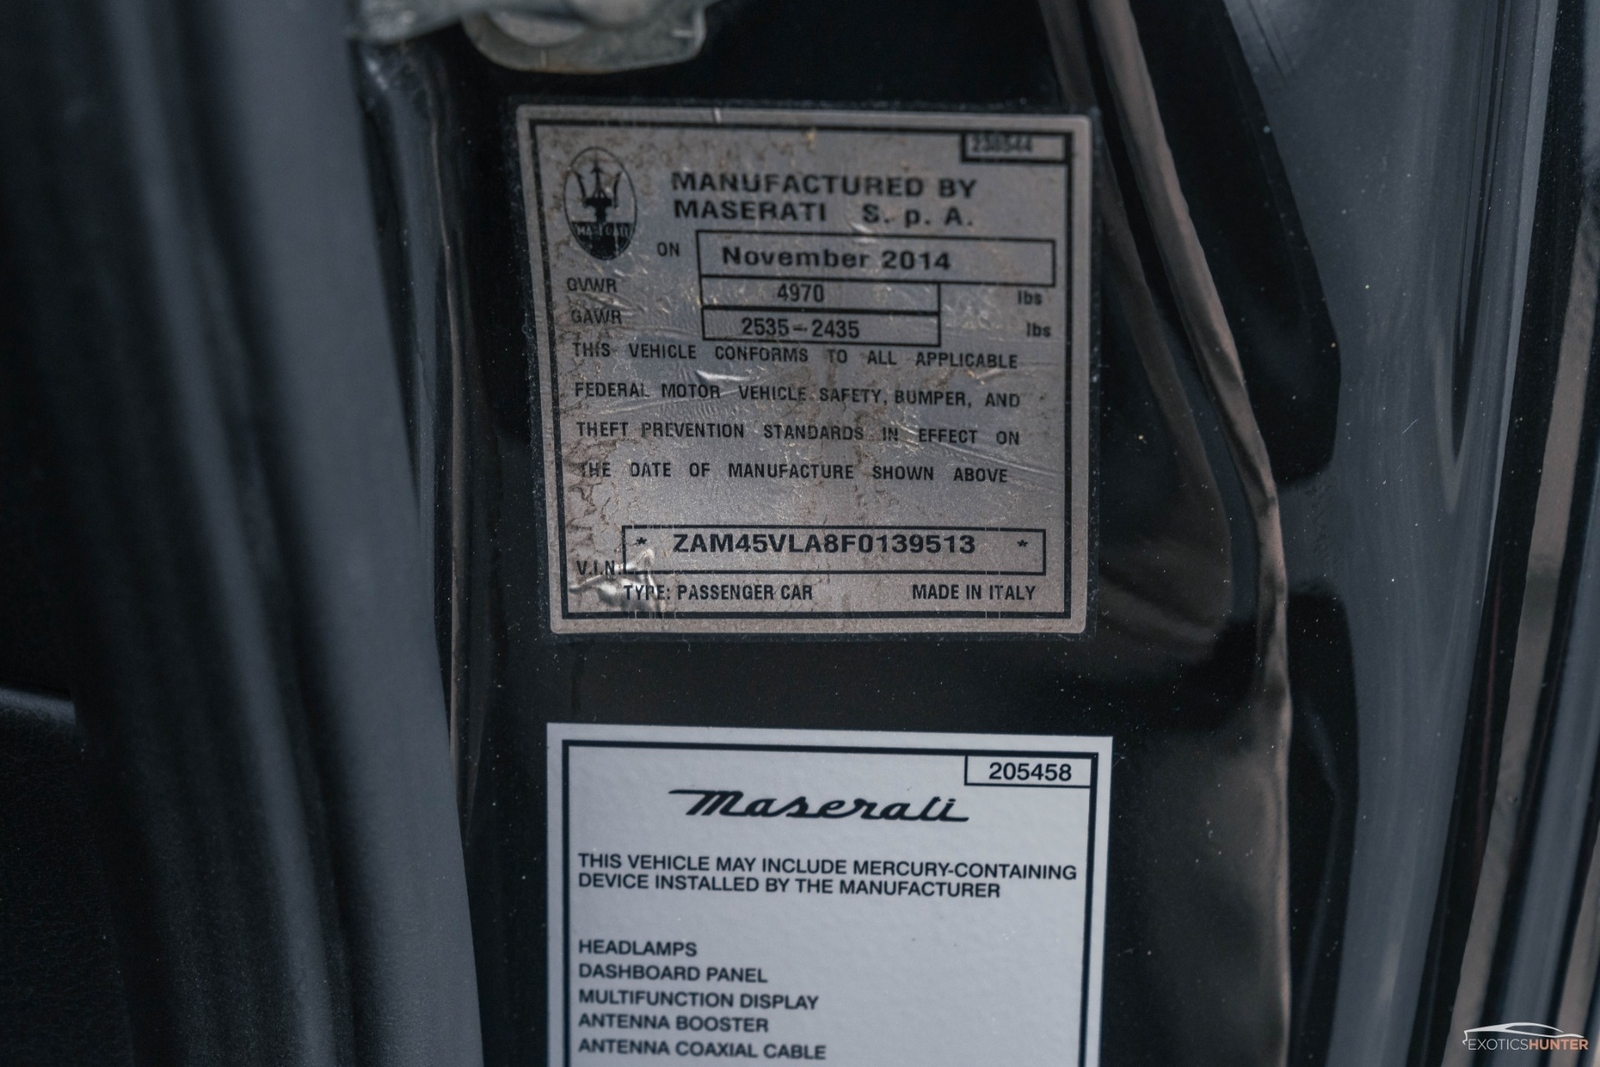 238544
MASERATI
MANUFACTURED BY
MASERATI S. p. A.
ON November 2014
GVWR 4970 lbs
GAWR 2535-2435 lbs
THIS VEHICLE CONFORMS TO ALL APPLICABLE
FEDERAL MOTOR VEHICLE SAFETY, BUMPER, AND
THEFT PREVENTION STANDARDS IN EFFECT ON
THE DATE OF MANUFACTURE SHOWN ABOVE
V.I.N. * ZAM45VLA8F0139513 *
TYPE: PASSENGER CAR MADE IN ITALY
205458
Maserati
THIS VEHICLE MAY INCLUDE MERCURY-CONTAINING
DEVICE INSTALLED BY THE MANUFACTURER
HEADLAMPS
DASHBOARD PANEL
MULTIFUNCTION DISPLAY
ANTENNA BOOSTER
ANTENNA COAXIAL CABLE
EXOTICSHUNTER